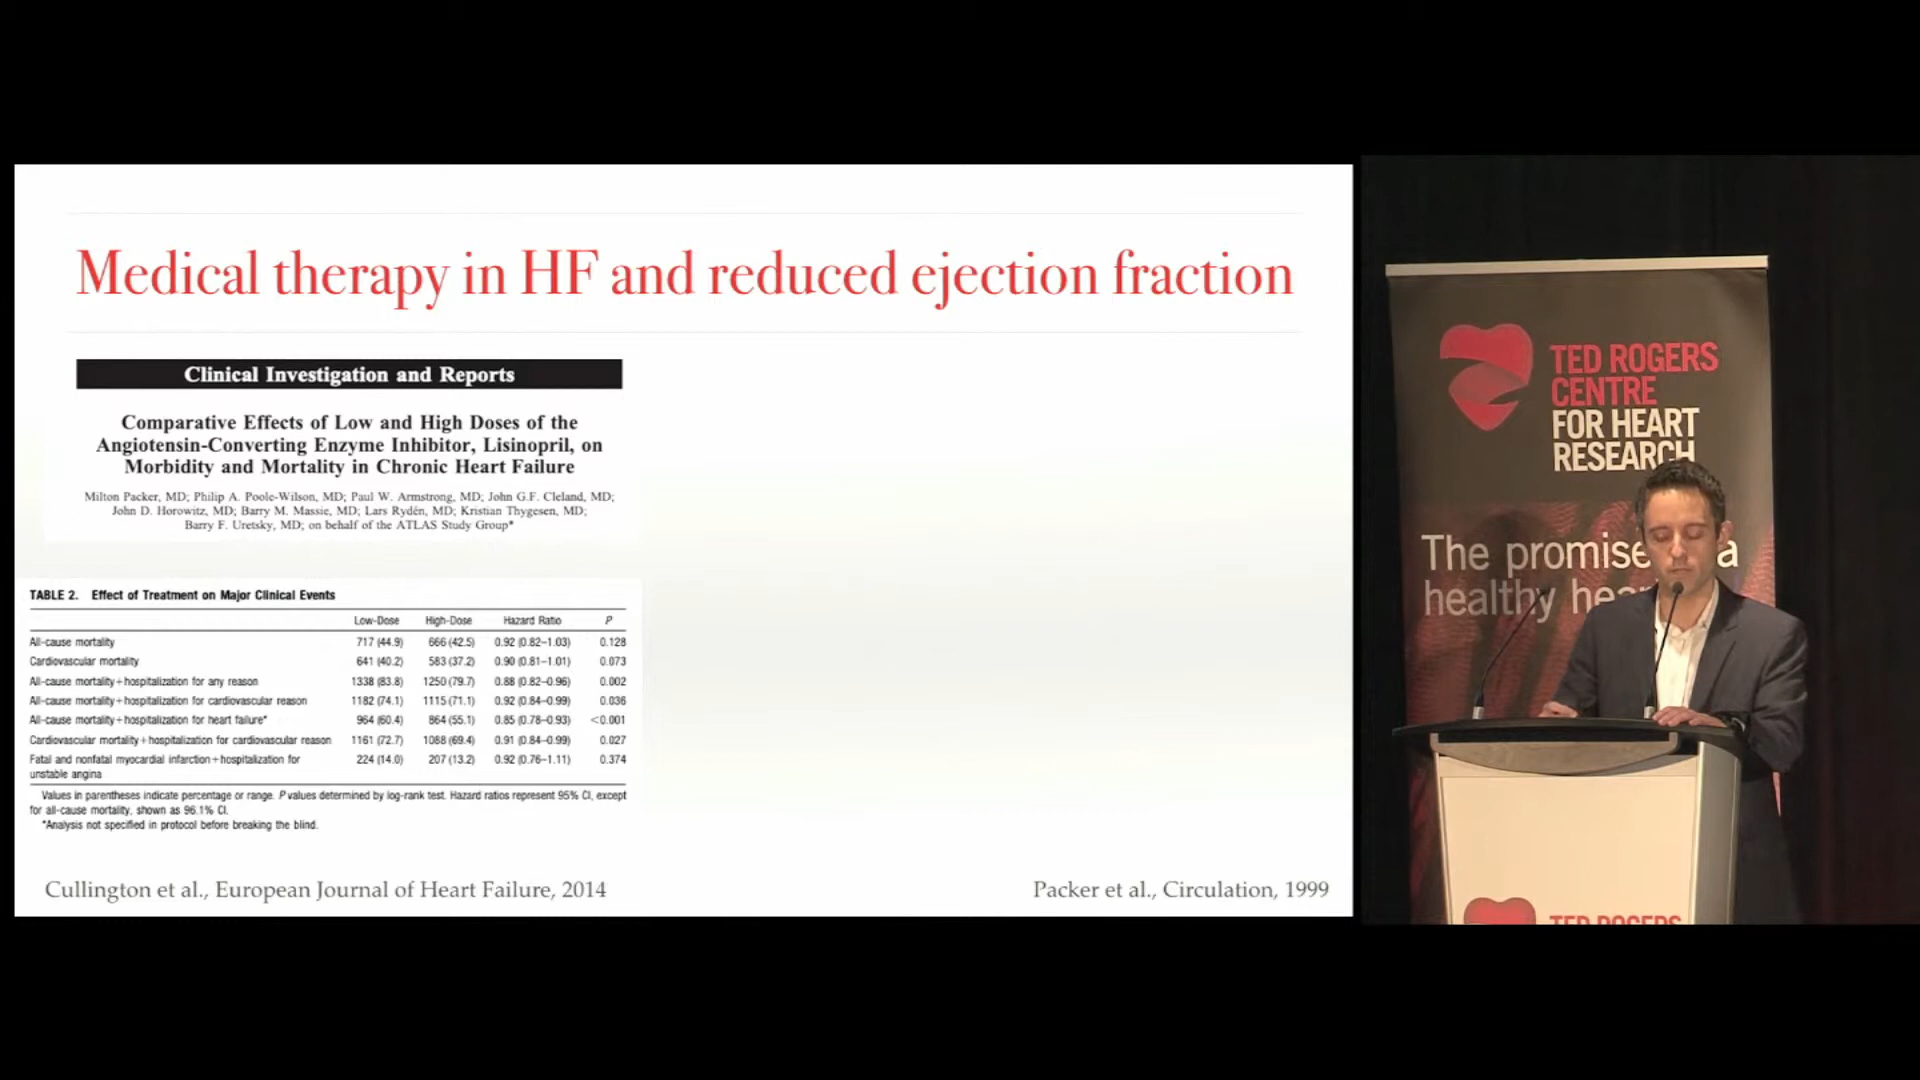 Medical therapy in HF and reduced ejection fraction
Clinical Investigation and Reports
Comparative Effects of Low and High Doses of the
Angiotensin-Converting Enzyme Inhibitor, Lisinopril, on
Morbidity and Mortality in Chronic Heart Failure
Milton Packer, MD; Philip A. Poole-Wilson, MD; Paul W. Armstrong, MD; John G.F. Cleland, MD;
John D. Horowitz, MD; Barry M. Massie, MD; Lars Rydén, MD; Kristian Thygesen, MD;
Barry F. Uretsky, MD; on behalf of the ATLAS Study Group*
TABLE 2. Effect of Treatment on Major Clinical Events
Low-Dose High-Dose Hazard Ratio P
All-cause mortality 717 (44.9) 666 (42.5) 0.92 (0.82–1.03) 0.128
Cardiovascular mortality 641 (40.2) 583 (37.2) 0.90 (0.81–1.01) 0.073
All-cause mortality+hospitalization for any reason 1338 (83.8) 1250 (79.7) 0.88 (0.82–0.96) 0.002
All-cause mortality+hospitalization for cardiovascular reason 1182 (74.1) 1115 (71.1) 0.92 (0.84–0.99) 0.036
All-cause mortality+hospitalization for heart failure* 964 (60.4) 864 (55.1) 0.85 (0.78–0.93) <0.001
Cardiovascular mortality+hospitalization for cardiovascular reason 1161 (72.7) 1088 (69.4) 0.91 (0.84–0.99) 0.027
Fatal and nonfatal myocardial infarction+hospitalization for 224 (14.0) 207 (13.2) 0.92 (0.76–1.11) 0.374
unstable angina
Values in parentheses indicate percentage or range. P values determined by log-rank test. Hazard ratios represent 95% CI, except
for all-cause mortality, shown as 96.1% CI.
*Analysis not specified in protocol before breaking the blind.
Cullington et al., European Journal of Heart Failure, 2014
Packer et al., Circulation, 1999
TED ROGERS
CENTRE
FOR HEART
RESEARCH
The promise a
healthy hea
TED ROGERS